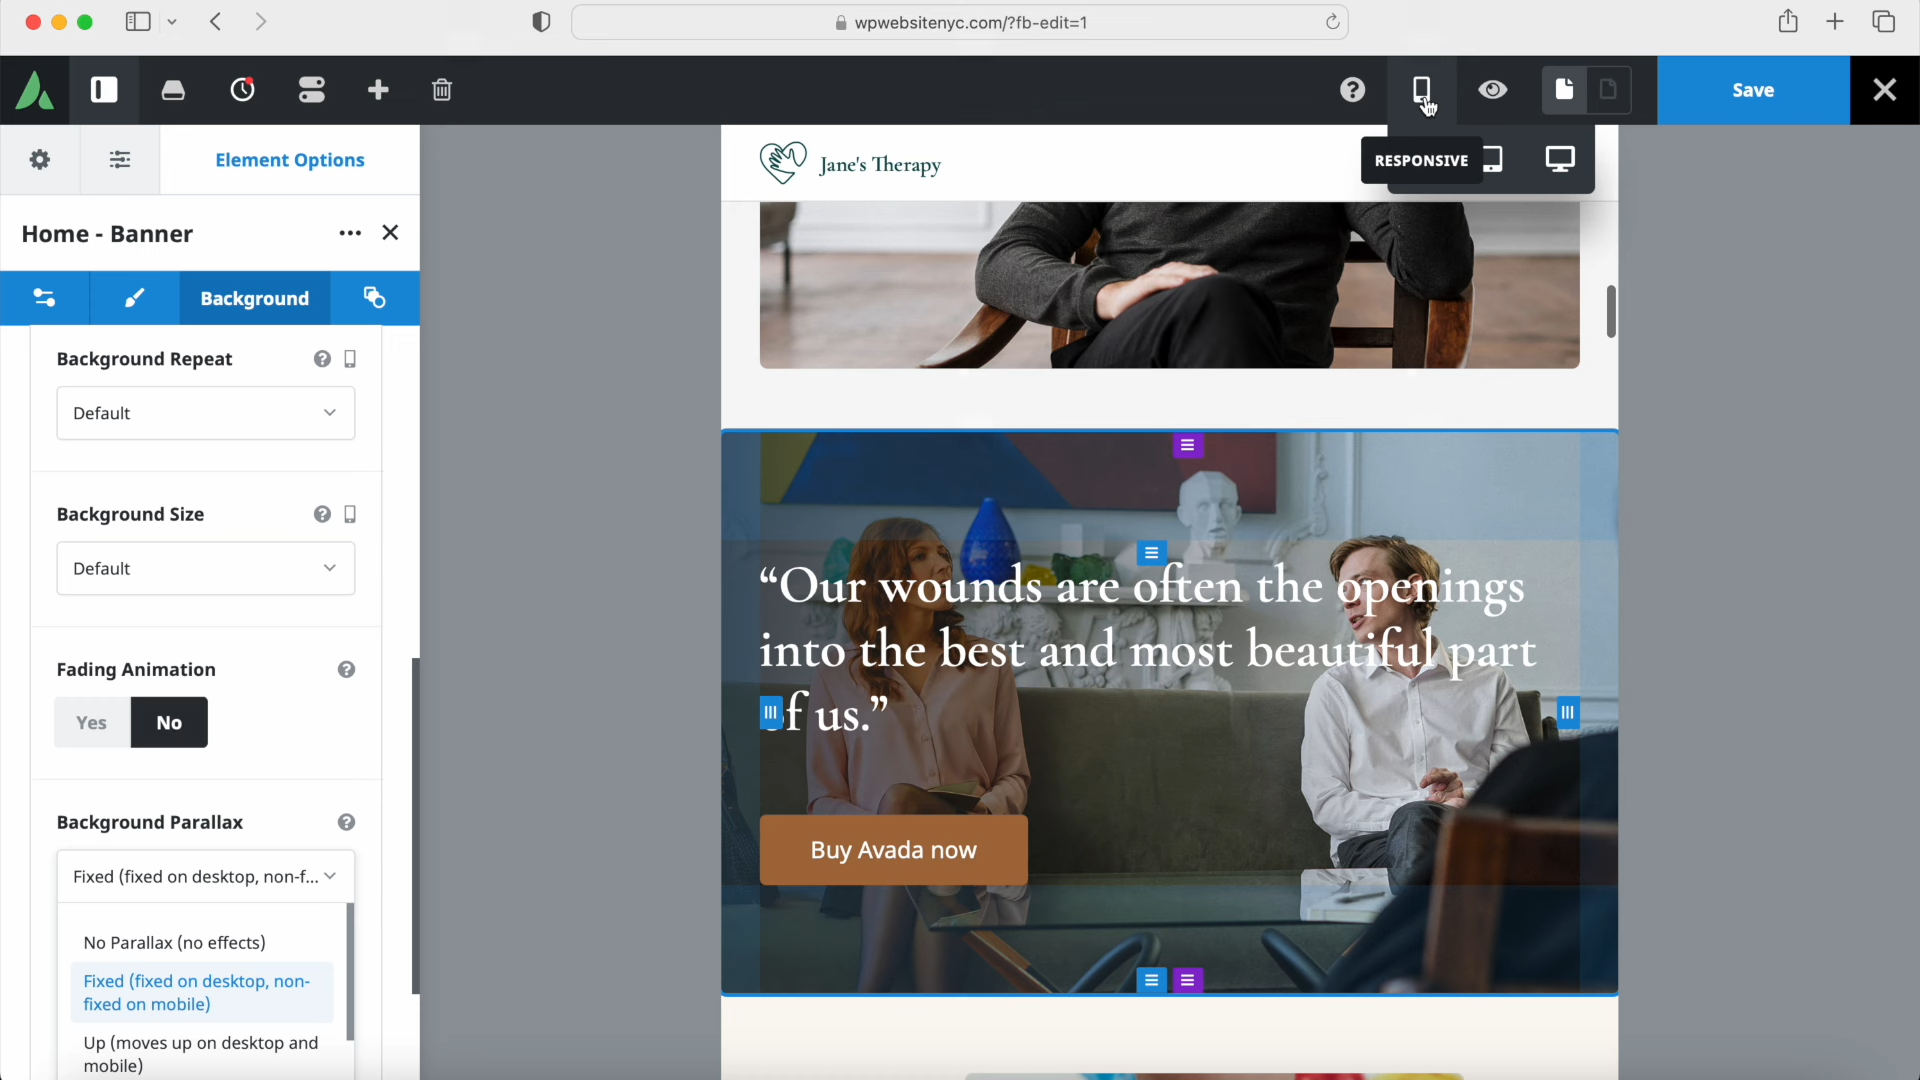 wpwebsitenyc.com/?fb-edit=1
Save
Element Options
Home - Banner
Background
Background Repeat
Default
Background Size
Default
Fading Animation
Yes
No
Background Parallax
Fixed (fixed on desktop, non-f...
No Parallax (no effects)
Fixed (fixed on desktop, non-
fixed on mobile)
Up (moves up on desktop and
mobile)
Jane's Therapy
RESPONSIVE
“Our wounds are often the openings
into the best and most beautiful part
of us.”
Buy Avada now